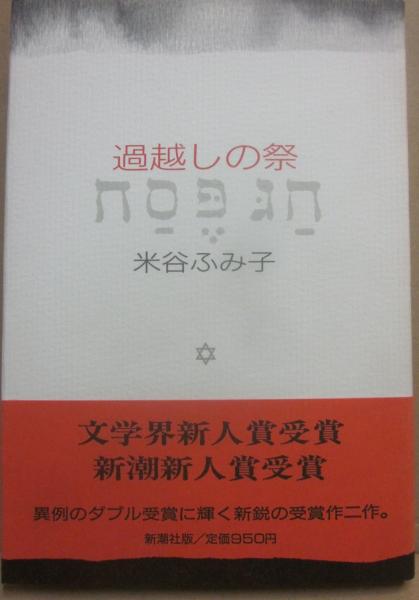 過越しの祭
חַג פֶּסַח
米谷ふみ子
文学界新人賞受賞
新潮新人賞受賞
異例のダブル受賞に輝く新鋭の受賞作二作。
新潮社版/定価950円